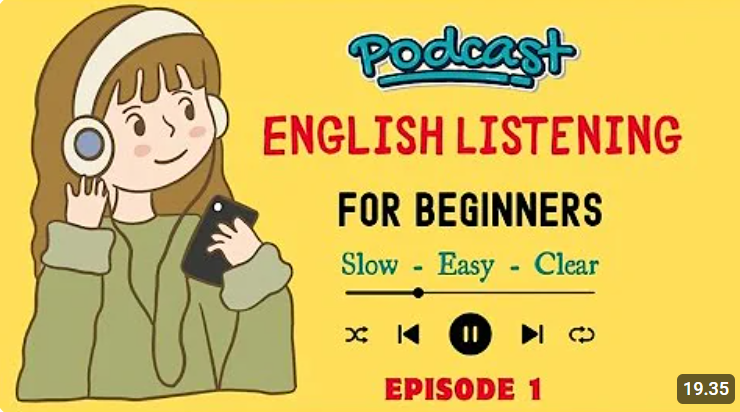 Podcast
ENGLISH LISTENING
FOR BEGINNERS
Slow - Easy - Clear
EPISODE 1
19.35